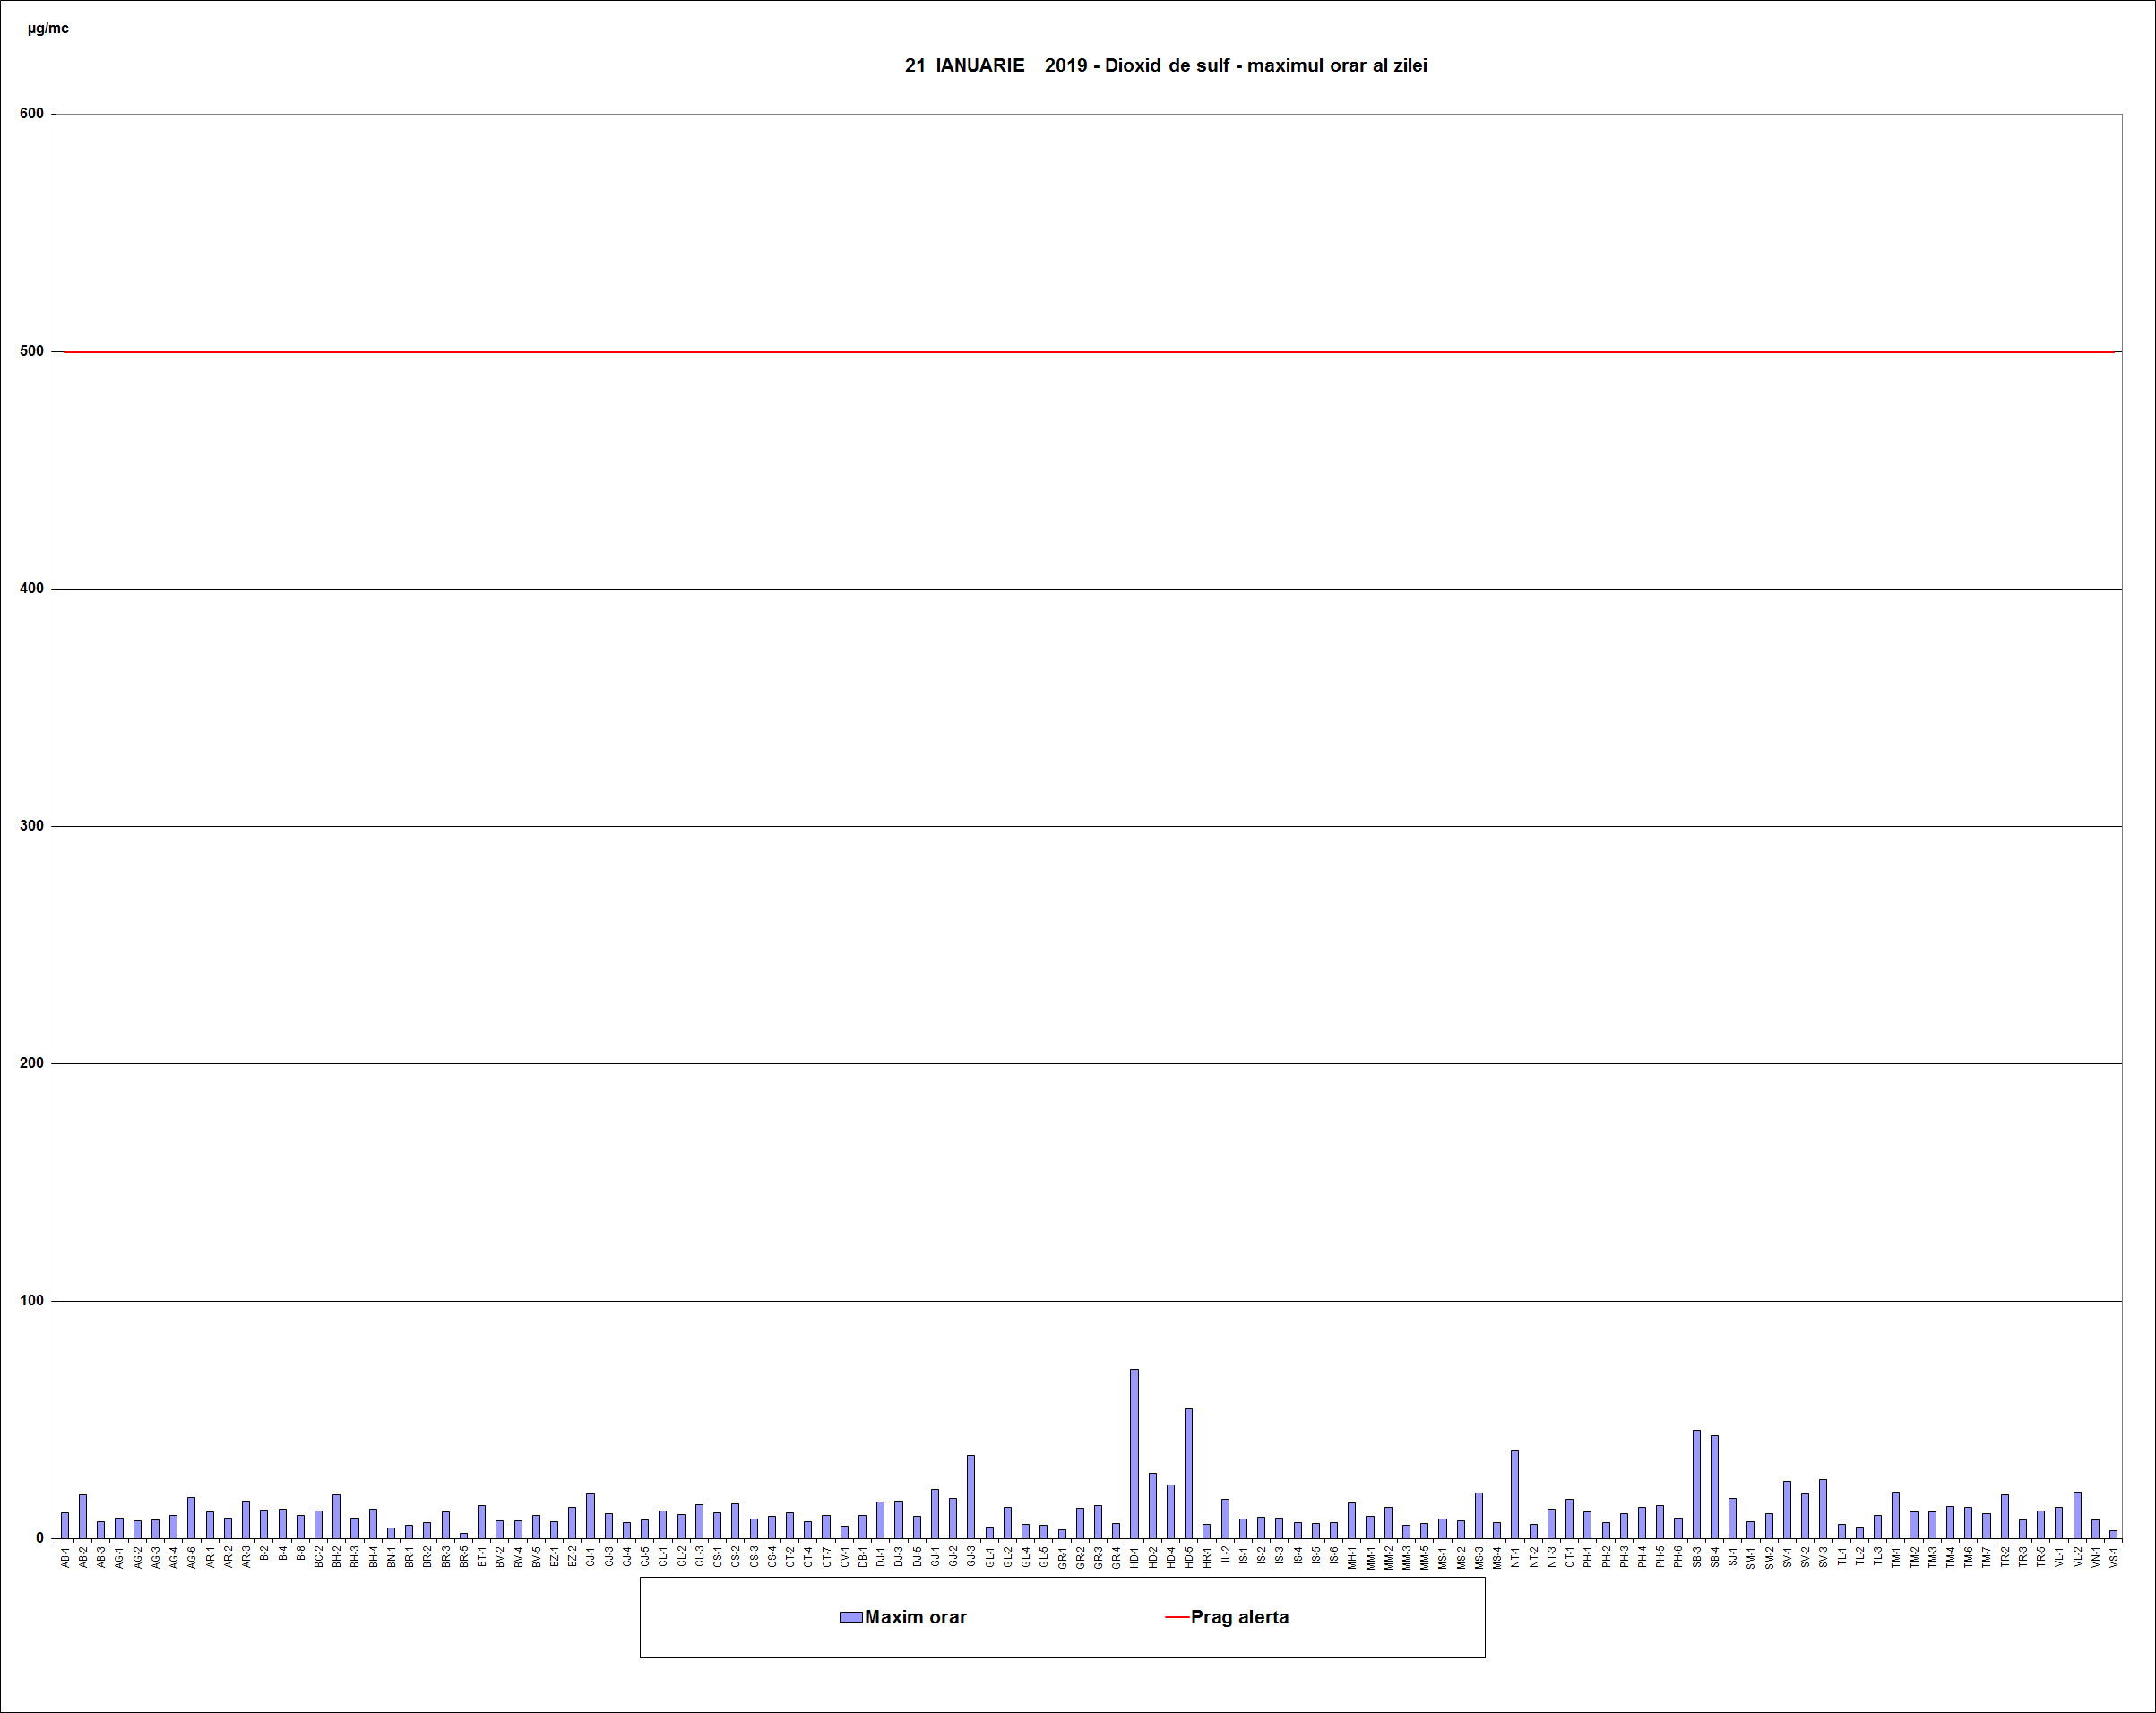 µg/mc
21 IANUARIE 2019 - Dioxid de sulf - maximul orar al zilei
600
500
400
300
200
100
0
AB-1 AB-2 AB-3 AG-1 AG-2 AG-3 AG-4 AG-6 AR-1 AR-2 AR-3 B-2 B-4 B-8 BC-2 BH-2 BH-3 BH-4 BN-1 BR-1 BR-2 BR-3 BR-5 BT-1 BV-2 BV-4 BV-5 BZ-1 BZ-2 CJ-1 CJ-3 CJ-4 CJ-5 CL-1 CL-2 CL-3 CS-1 CS-2 CS-3 CS-4 CT-2 CT-4 CT-7 CV-1 DB-1 DJ-1 DJ-3 DJ-5 GJ-1 GJ-2 GJ-3 GL-1 GL-2 GL-4 GL-5 GR-1 GR-2 GR-3 GR-4 HD-1 HD-2 HD-4 HD-5 HR-1 IL-2 IS-1 IS-2 IS-3 IS-4 IS-5 IS-6 MH-1 MM-1 MM-2 MM-3 MM-5 MS-1 MS-2 MS-3 MS-4 NT-1 NT-2 NT-3 OT-1 PH-1 PH-2 PH-3 PH-4 PH-5 PH-6 SB-3 SB-4 SJ-1 SM-1 SM-2 SV-1 SV-2 SV-3 TL-1 TL-2 TL-3 TM-1 TM-2 TM-3 TM-4 TM-6 TM-7 TR-2 TR-3 TR-5 VL-1 VL-2 VN-1 VS-1
Maxim orar Prag alerta